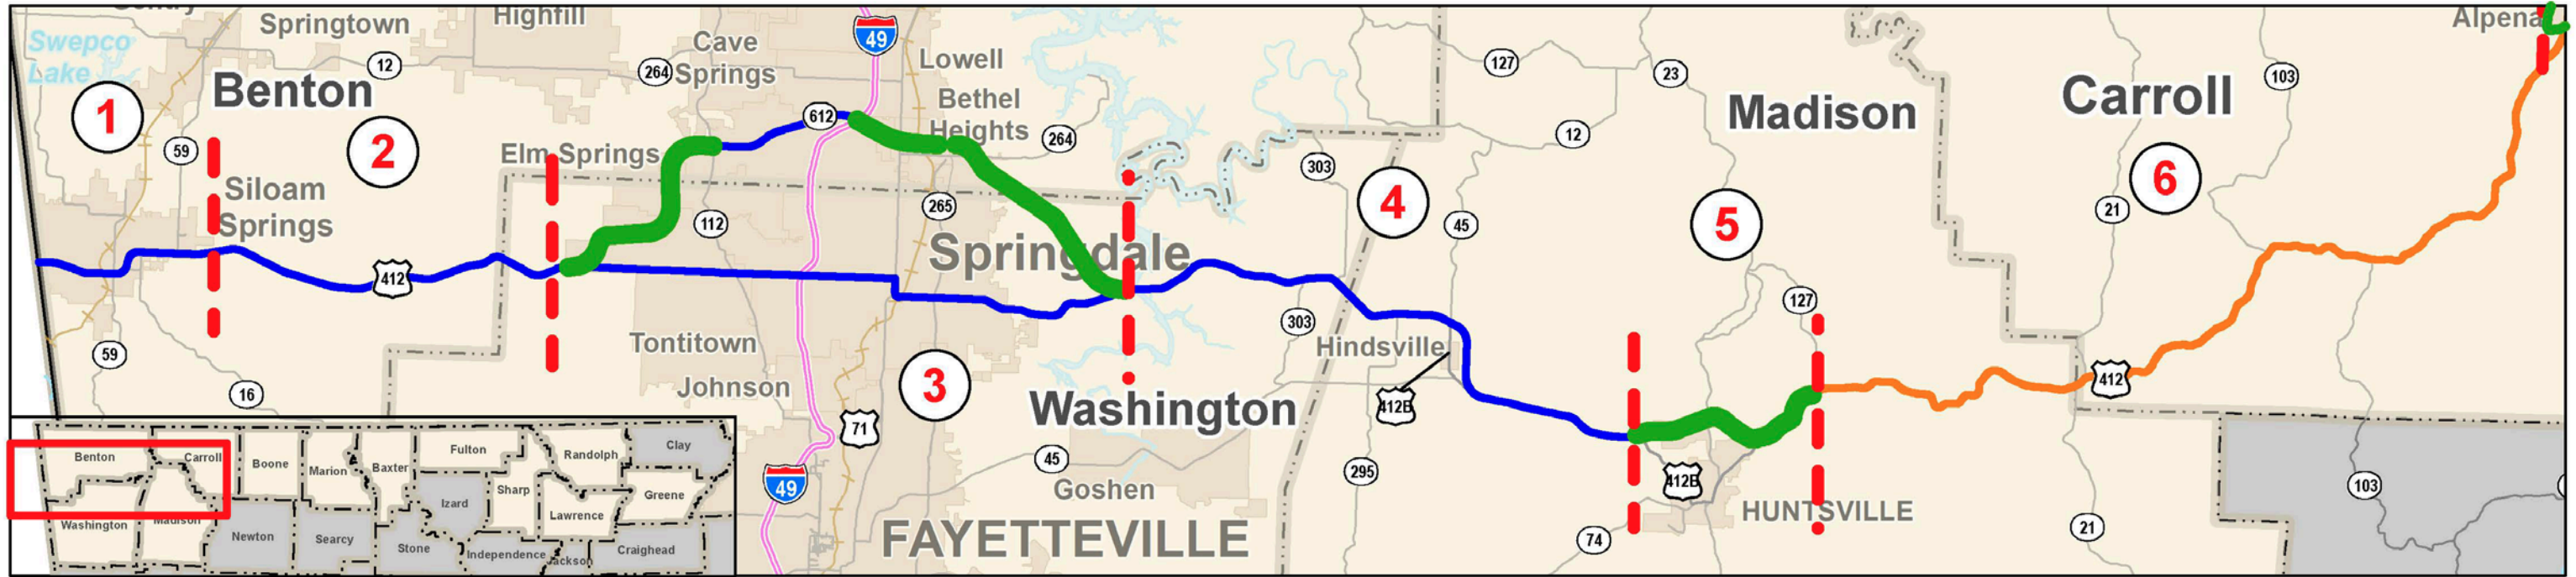 Springtown
Highfill
Alpena
Swepco
Lake
12
264
Cave
Springs
49
Lowell
127
23
103
Benton
1
2
59
612
Bethel
Heights
264
12
Madison
Carroll
Elm Springs
303
6
Siloam
Springs
112
265
4
45
5
21
Springdale
412
127
303
59
Tontitown
Hindsville
412
16
Johnson
3
Washington
412B
71
45
Goshen
295
412B
103
49
HUNTSVILLE
FAYETTEVILLE
74
21
Benton
Carroll
Boone
Marion
Baxter
Fulton
Randolph
Clay
Izard
Sharp
Greene
Lawrence
Washington
Madison
Newton
Searcy
Stone
Independence
Jackson
Craighead